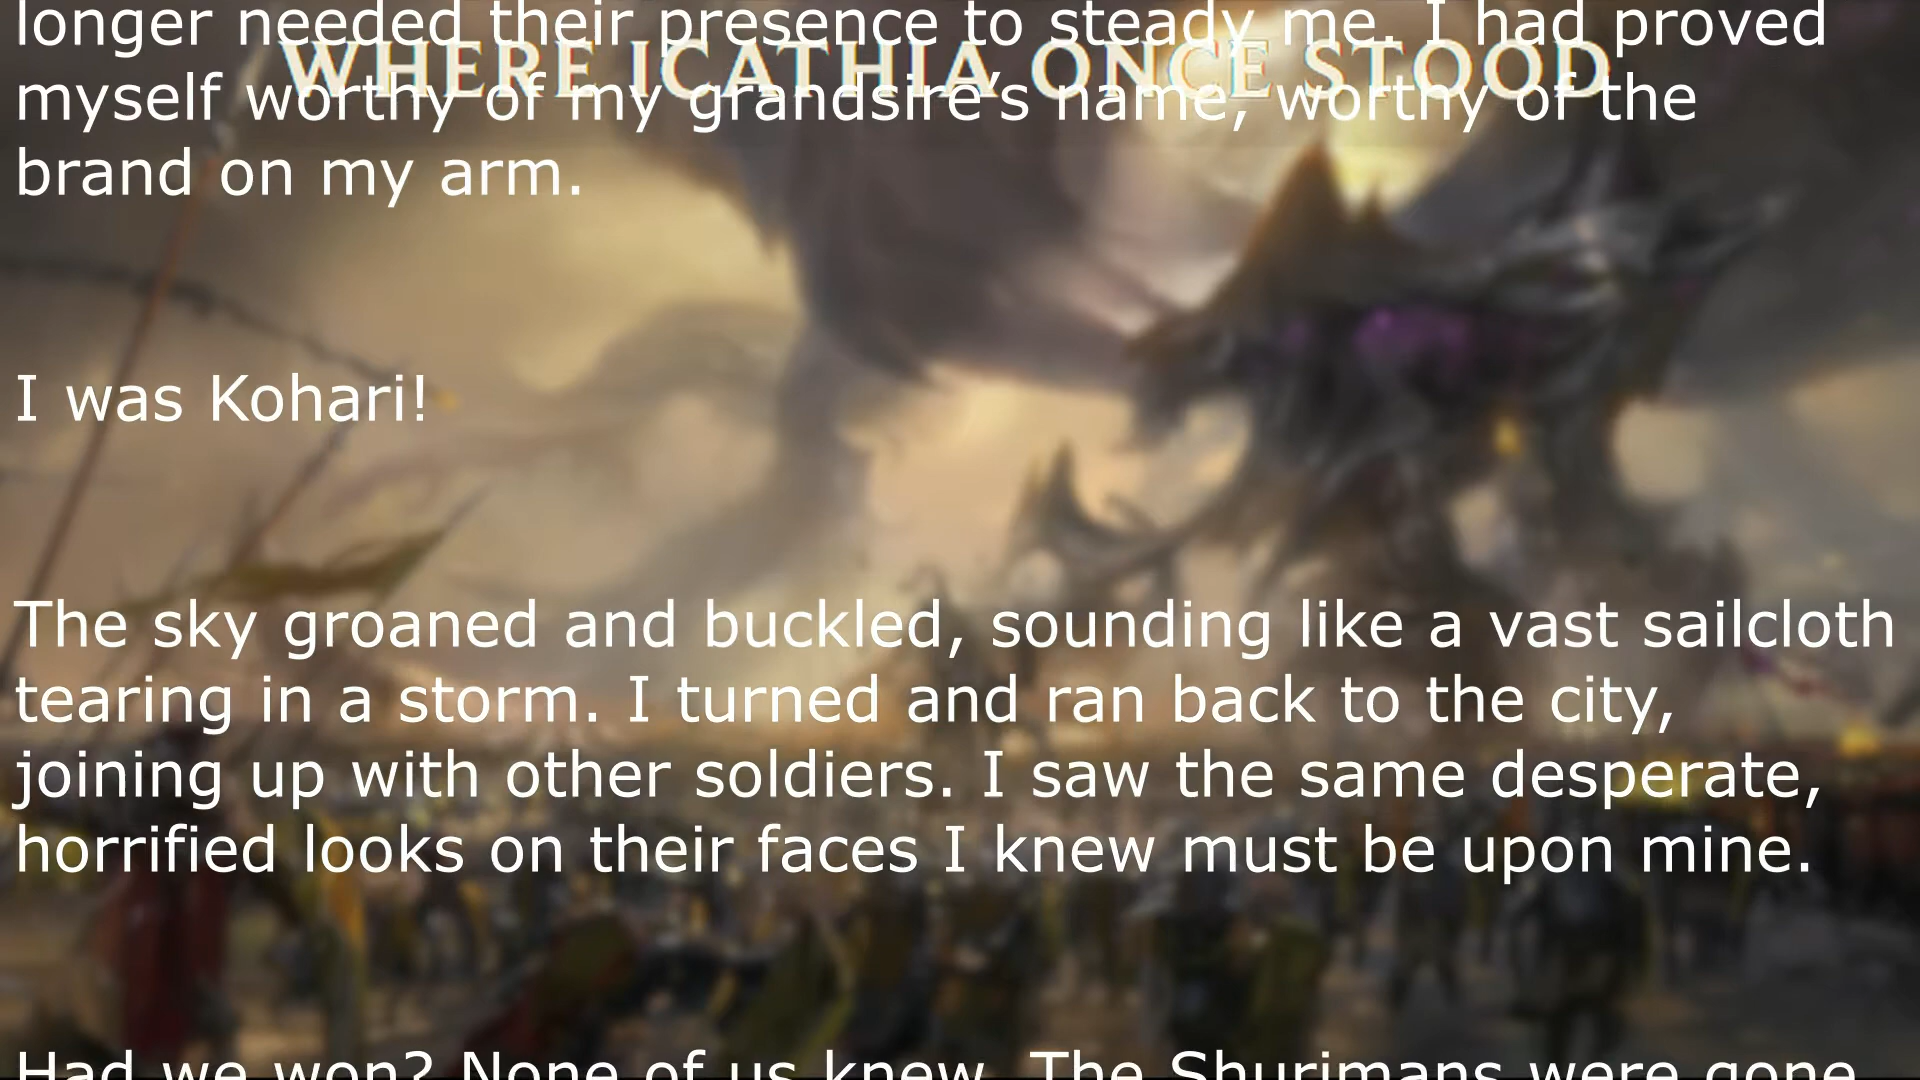 longer needed their presence to steady me. I had proved
WHERE ICATHIA ONCE STOOD
myself worthy of my grandsire’s name, worthy of the
brand on my arm.
I was Kohari!
The sky groaned and buckled, sounding like a vast sailcloth
tearing in a storm. I turned and ran back to the city,
joining up with other soldiers. I saw the same desperate,
horrified looks on their faces I knew must be upon mine.
Had we won? None of us knew. The Shurimans were gone,